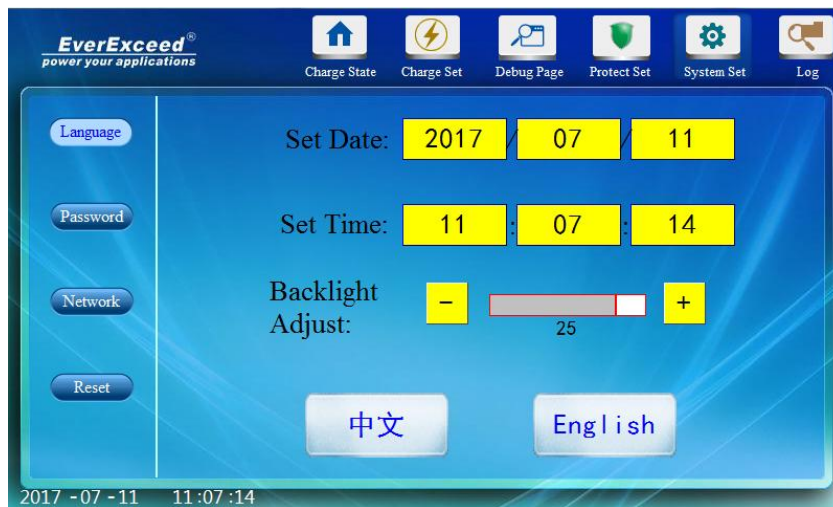 EverExceed®
power your applications
Charge State
Charge Set
Debug Page
Protect Set
System Set
Log
Language
Set Date: 2017 / 07 / 11
Password
Set Time: 11 : 07 : 14
Network
Backlight
Adjust:
- +
25
Reset
中文
English
2017 -07 -11 11:07 :14